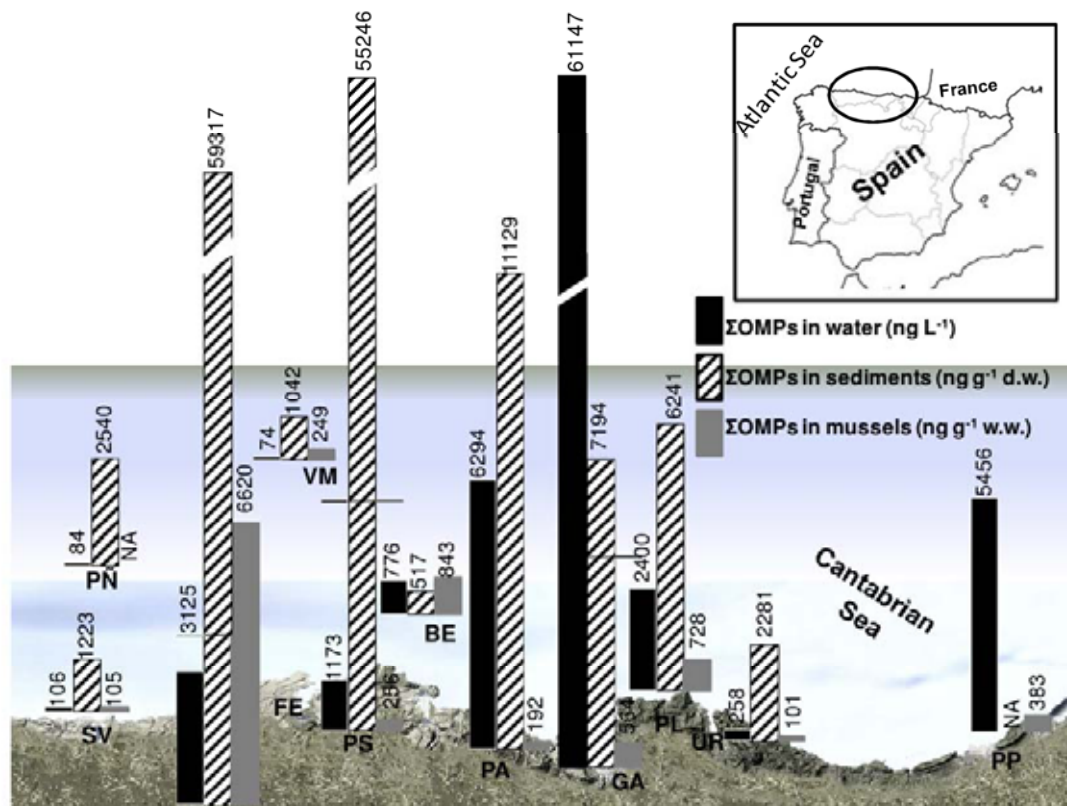 Atlantic Sea
France
Spain
Portugal
ΣOMPs in water (ng L⁻¹)
ΣOMPs in sediments (ng g⁻¹ d.w.)
ΣOMPs in mussels (ng g⁻¹ w.w.)
Cantabrian
Sea
84
2540
NA
PN
106
1223
105
SV
3125
59317
6620
74
1042
249
VM
FE
1173
55246
256
PS
776
517
843
BE
6294
11129
192
PA
61147
7194
534
GA
2400
6241
728
PL
258
2281
101
UR
5456
NA
383
PP